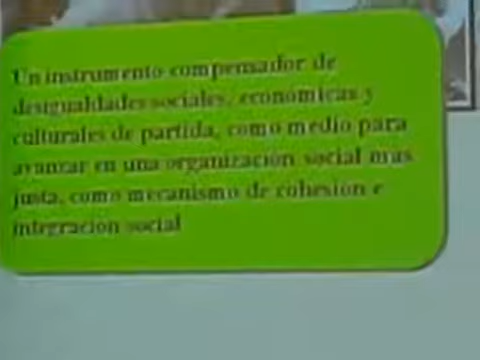 Un instrumento compensador de
desigualdades sociales, económicas y
culturales de partida, como medio para
avanzar en una organización social mas
justa, como mecanismo de cohesión e
integración social